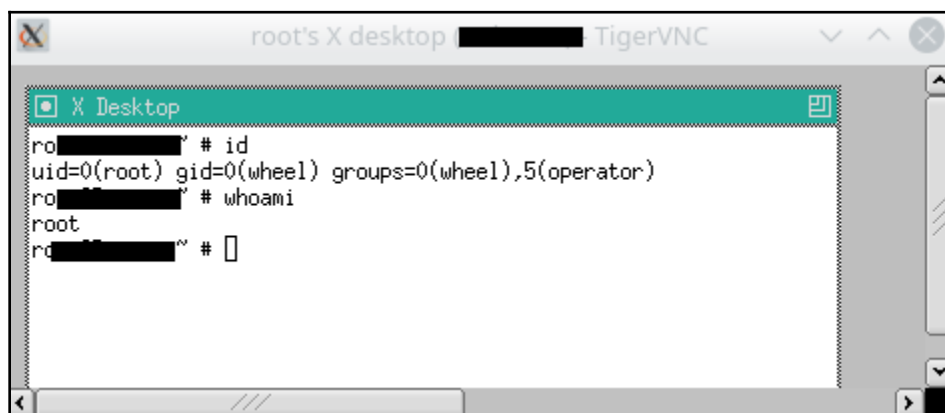 root's X desktop ( - TigerVNC
X Desktop
ro ~ # id
uid=0(root) gid=0(wheel) groups=0(wheel),5(operator)
ro ~ # whoami
root
ro ~ #